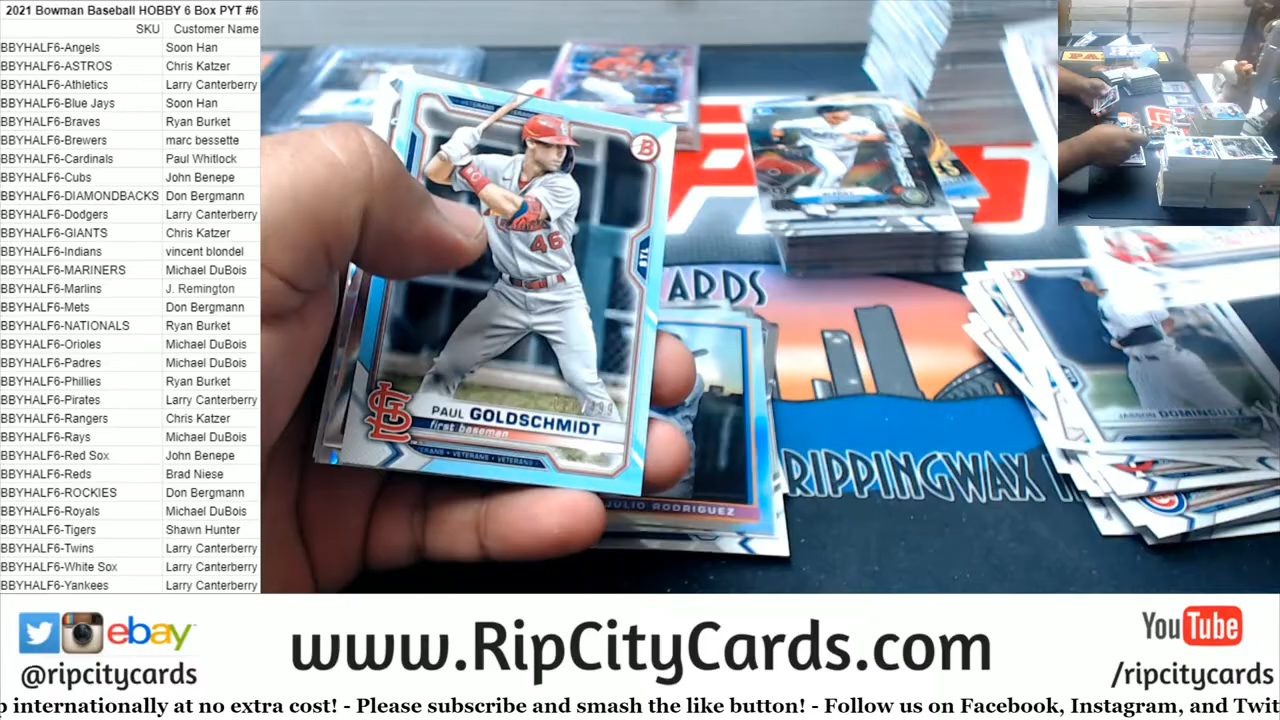 2021 Bowman Baseball HOBBY 6 Box PYT #6
SKU Customer Name
BBYHALF6-Angels Soon Han
BBYHALF6-ASTROS Chris Katzer
BBYHALF6-Athletics Larry Canterberry
BBYHALF6-Blue Jays Soon Han
BBYHALF6-Braves Ryan Burket
BBYHALF6-Brewers marc bessette
BBYHALF6-Cardinals Paul Whitlock
BBYHALF6-Cubs John Benepe
BBYHALF6-DIAMONDBACKS Don Bergmann
BBYHALF6-Dodgers Larry Canterberry
BBYHALF6-GIANTS Chris Katzer
BBYHALF6-Indians vincent blondel
BBYHALF6-MARINERS Michael DuBois
BBYHALF6-Marlins J. Remington
BBYHALF6-Mets Don Bergmann
BBYHALF6-NATIONALS Ryan Burket
BBYHALF6-Orioles Michael DuBois
BBYHALF6-Padres Michael DuBois
BBYHALF6-Phillies Ryan Burket
BBYHALF6-Pirates Larry Canterberry
BBYHALF6-Rangers Chris Katzer
BBYHALF6-Rays Michael DuBois
BBYHALF6-Red Sox John Benepe
BBYHALF6-Reds Brad Niese
BBYHALF6-ROCKIES Don Bergmann
BBYHALF6-Royals Michael DuBois
BBYHALF6-Tigers Shawn Hunter
BBYHALF6-Twins Larry Canterberry
BBYHALF6-White Sox Larry Canterberry
BBYHALF6-Yankees Larry Canterberry
VETERANS
B
STL
46
PAUL GOLDSCHMIDT
first baseman
VETERANS • VETERANS •
ARDS
JULIO RODRIGUEZ
RIPPINGWAX
JASSON DOMINGUEZ
ebay
@ripcitycards
www.RipCityCards.com
YouTube
/ripcitycards
p internationally at no extra cost! - Please subscribe and smash the like button! - Follow us on Facebook, Instagram, and Twit